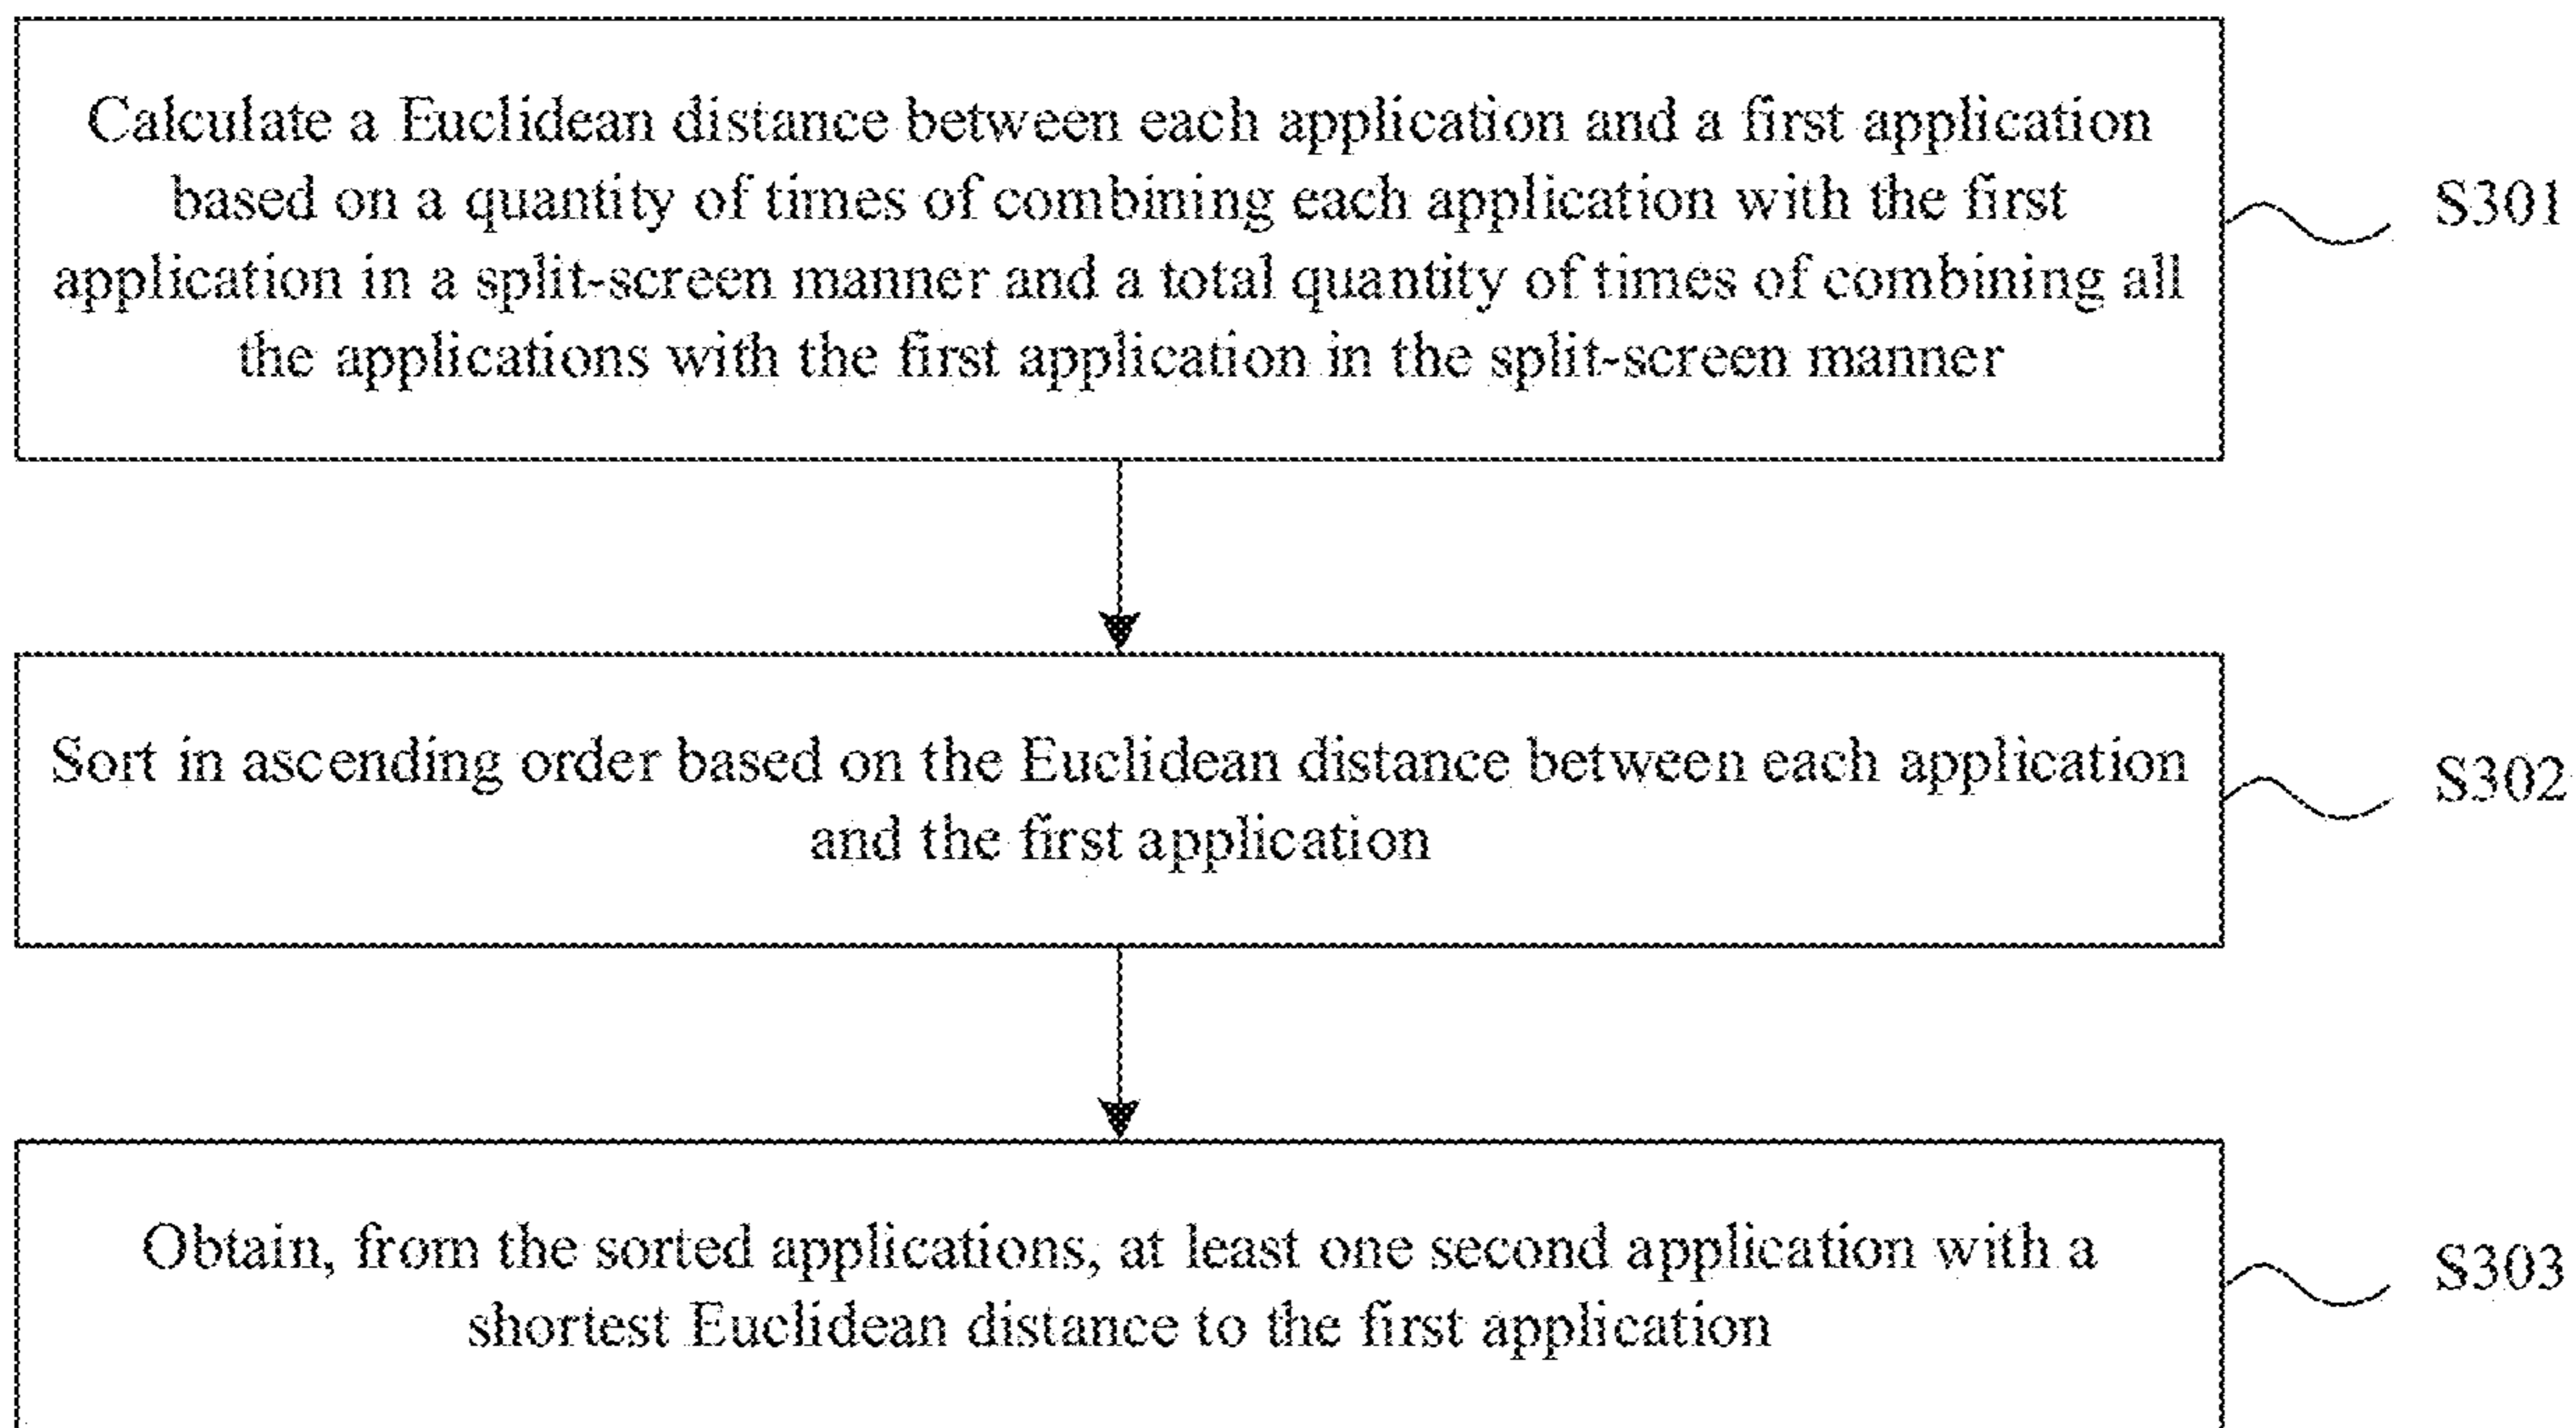 Calculate a Euclidean distance between each application and a first application
based on a quantity of times of combining each application with the first
application in a split-screen manner and a total quantity of times of combining all
the applications with the first application in the split-screen manner
S301
Sort in ascending order based on the Euclidean distance between each application
and the first application
S302
Obtain, from the sorted applications, at least one second application with a
shortest Euclidean distance to the first application
S303